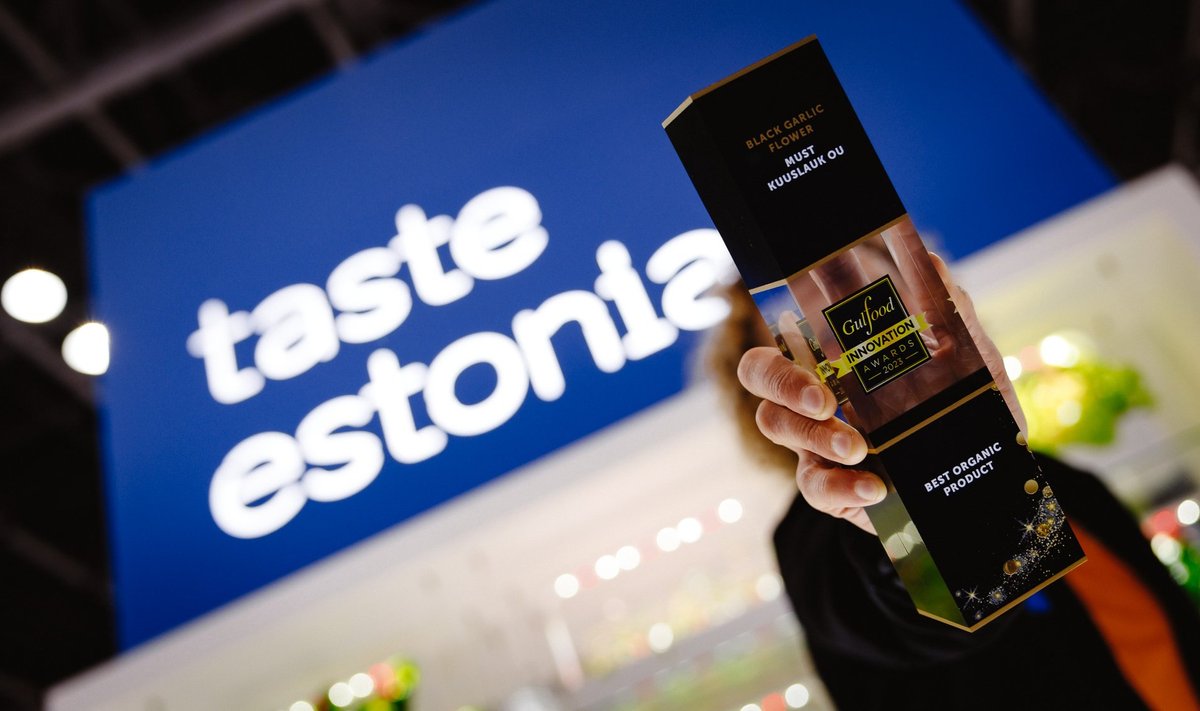 taste
estonia
BLACK GARLIC
FLOWER
MUST
KUUSLAUK OU
Gulfood
INNOVATION
AWARDS
2023
BEST ORGANIC
PRODUCT